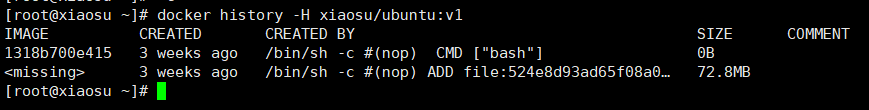 [root@xiaosu ~]# docker history -H xiaosu/ubuntu:v1
IMAGE CREATED CREATED BY SIZE COMMENT
1318b700e415 3 weeks ago /bin/sh -c #(nop)  CMD ["bash"] 0B
<missing> 3 weeks ago /bin/sh -c #(nop) ADD file:524e8d93ad65f08a0… 72.8MB
[root@xiaosu ~]#